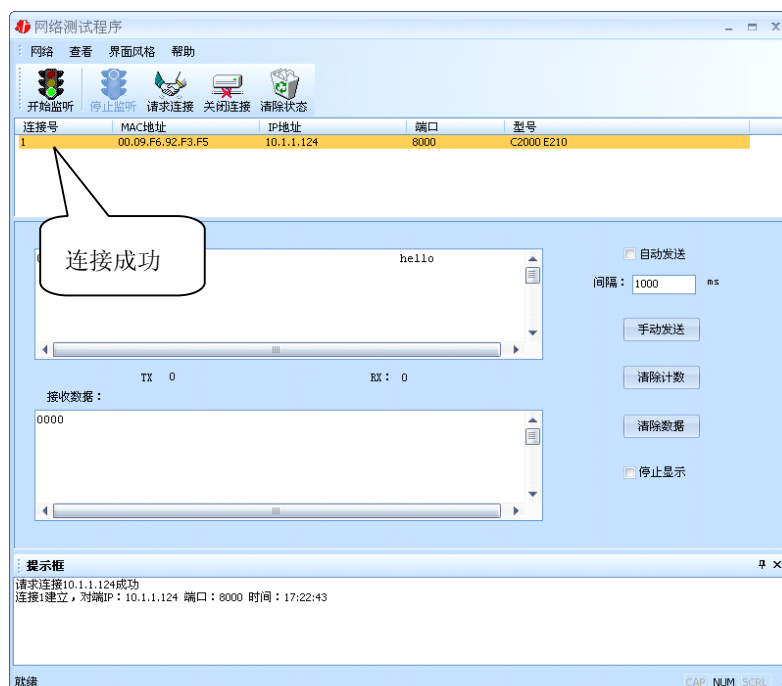 网络测试程序
网络 查看 界面风格 帮助
开始监听 停止监听 请求连接 关闭连接 清除状态
连接号 MAC地址 IP地址 端口 型号
1 00.09.F6.92.F3.F5 10.1.1.124 8000 C2000 E210
连接成功
hello
自动发送
间隔： 1000 ms
手动发送
TX 0 RX： 0
清除计数
接收数据：
0000
清除数据
停止显示
提示框
请求连接10.1.1.124成功
连接1建立，对端IP：10.1.1.124 端口：8000 时间：17:22:43
就绪 CAP NUM SCRL